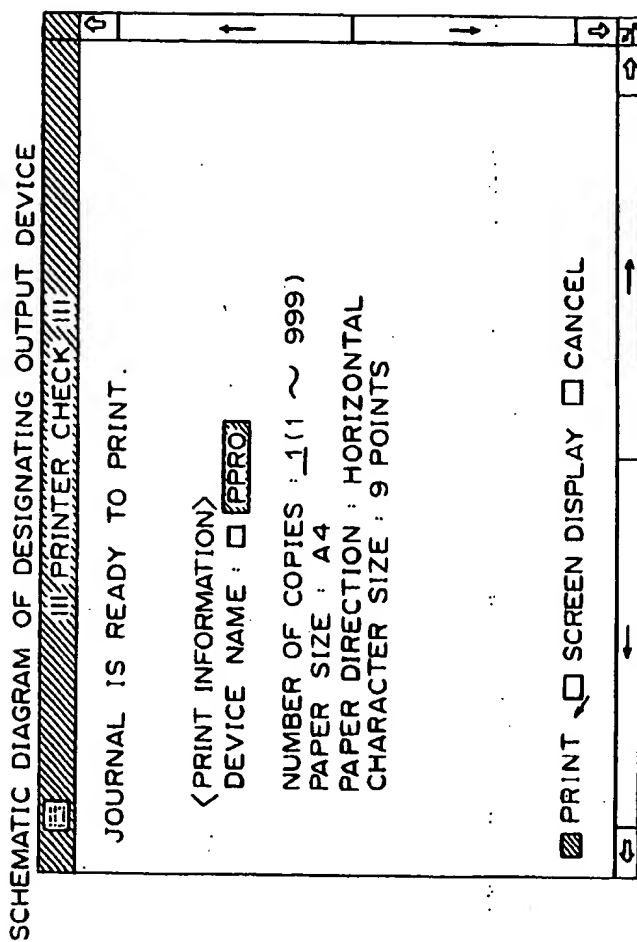 SCHEMATIC DIAGRAM OF DESIGNATING OUTPUT DEVICE
PRINTER CHECK
JOURNAL IS READY TO PRINT.
<PRINT INFORMATION>
DEVICE NAME : □ PPRO
NUMBER OF COPIES : 1 (1 ~ 999)
PAPER SIZE : A4
PAPER DIRECTION : HORIZONTAL
CHARACTER SIZE : 9 POINTS
PRINT □ SCREEN DISPLAY □ CANCEL